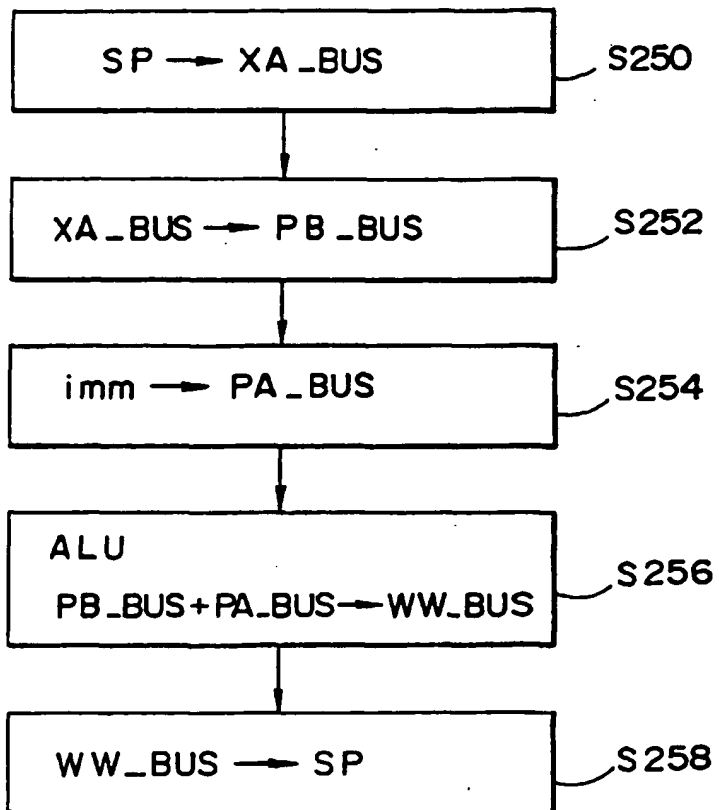 SP → XA_BUS
S250
XA_BUS → PB_BUS
S252
imm → PA_BUS
S254
ALU
PB_BUS+PA_BUS→WW_BUS
S256
WW_BUS → SP
S258